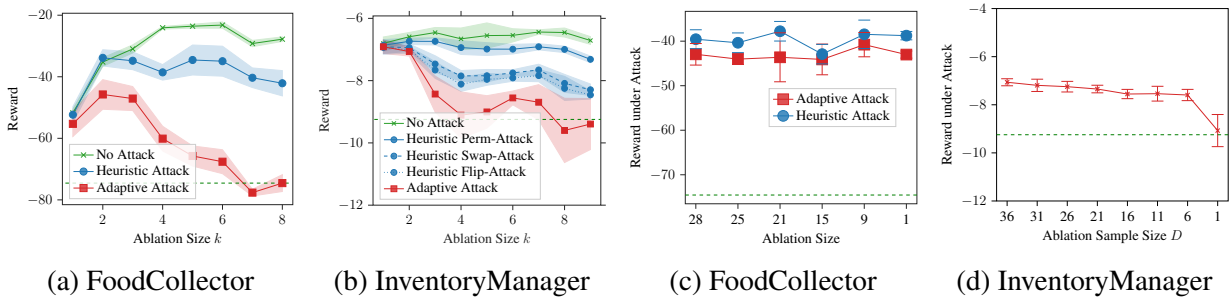 −20
−40
−60
−80
Reward
No Attack
Heuristic Attack
Adaptive Attack
2 4 6 8
Ablation Size k
−6
−8
−10
−12
Reward
No Attack
Heuristic Perm-Attack
Heuristic Swap-Attack
Heuristic Flip-Attack
Adaptive Attack
2 4 6 8
Ablation Size k
−40
−50
−60
−70
Reward under Attack
Adaptive Attack
Heuristic Attack
28 25 21 15 9 1
Ablation Size
−4
−6
−8
−10
−12
Reward under Attack
36 31 26 21 16 11 6 1
Ablation Sample Size D
(a) FoodCollector
(b) InventoryManager
(c) FoodCollector
(d) InventoryManager